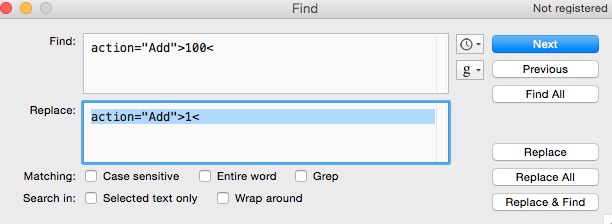 Find
Not registered
Find:
action="Add">100<
g
Next
Previous
Find All
Replace:
action="Add">1<
Replace
Matching:
Case sensitive
Entire word
Grep
Replace All
Search in:
Selected text only
Wrap around
Replace & Find